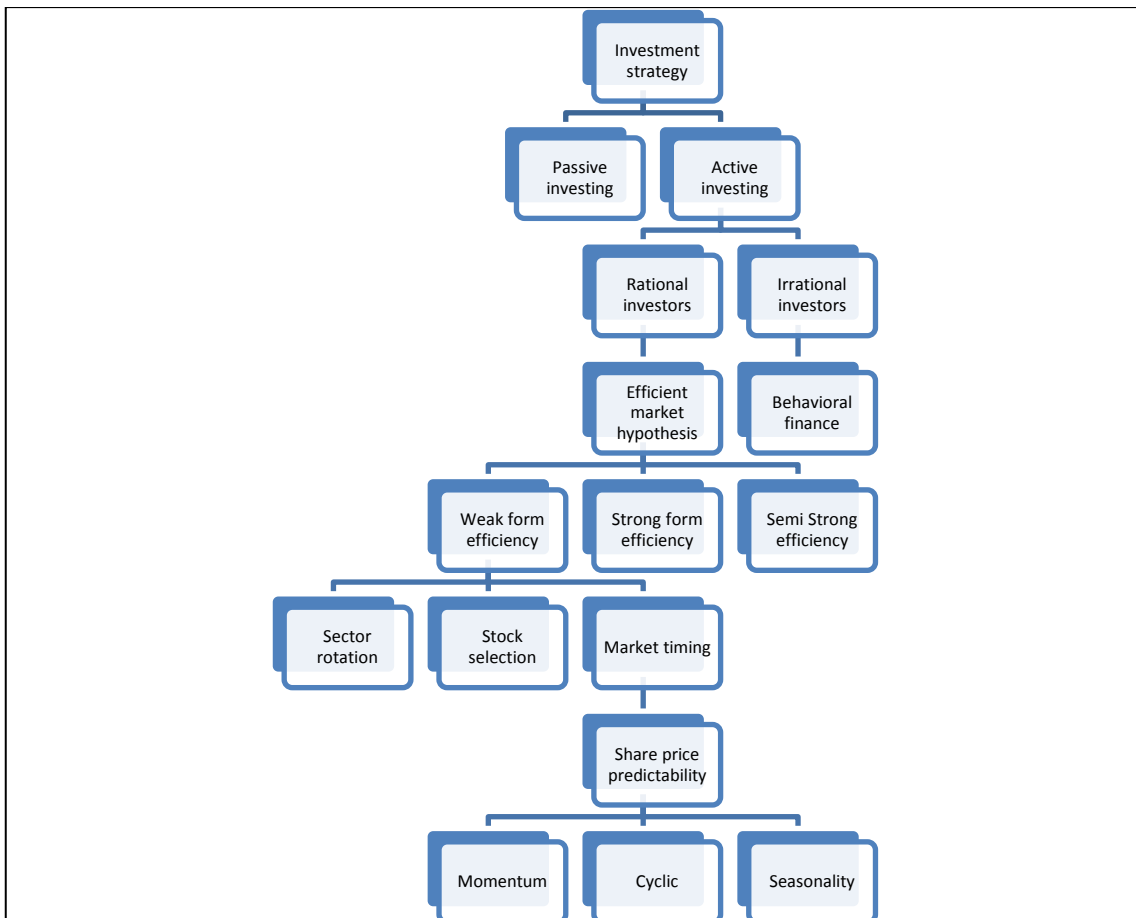 Investment
strategy
Passive
investing
Active
investing
Rational
investors
Irrational
investors
Efficient
market
hypothesis
Behavioral
finance
Weak form
efficiency
Strong form
efficiency
Semi Strong
efficiency
Sector
rotation
Stock
selection
Market timing
Share price
predictability
Momentum
Cyclic
Seasonality